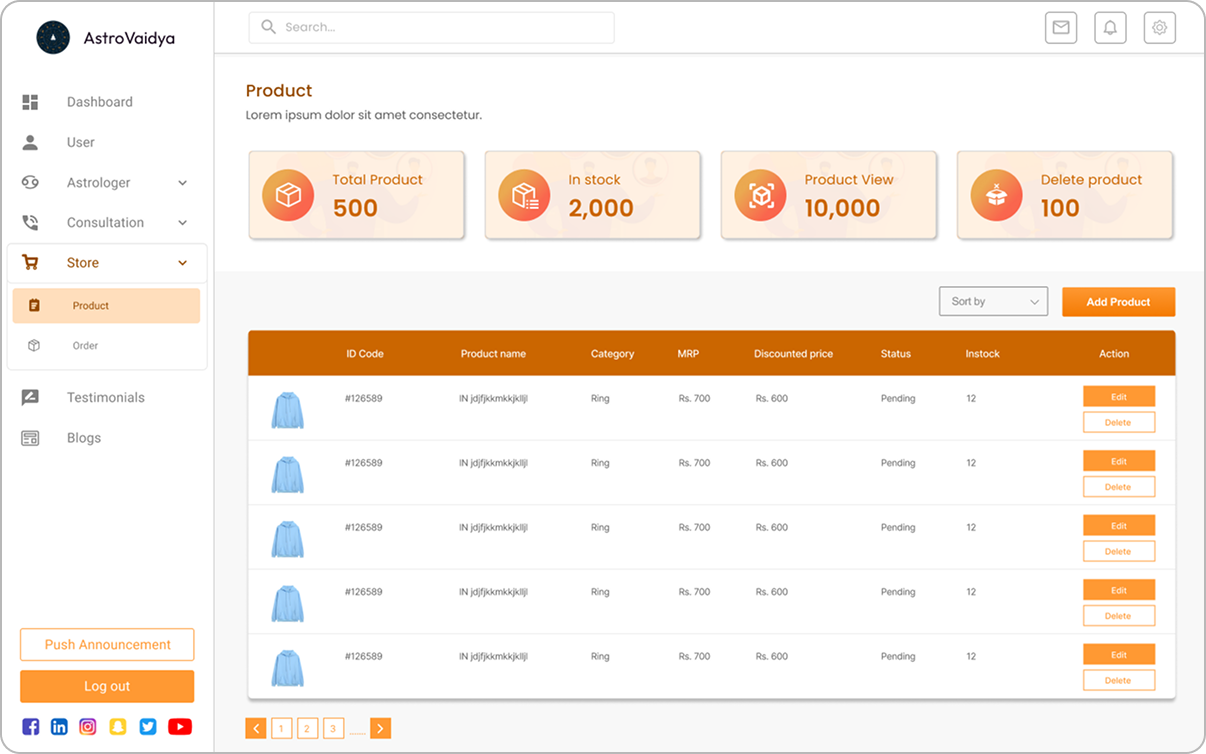 AstroVaidya
Search...
Dashboard
User
Astrologer
Consultation
Store
Product
Order
Testimonials
Blogs
Push Announcement
Log out
Product
Lorem ipsum dolor sit amet consectetur.
Total Product
500
In stock
2,000
Product View
10,000
Delete product
100
Sort by
Add Product
ID Code Product name Category MRP Discounted price Status Instock Action
#126589 IN jdjfjkkmkkjklljl Ring Rs. 700 Rs. 600 Pending 12 Edit
Delete
#126589 IN jdjfjkkmkkjklljl Ring Rs. 700 Rs. 600 Pending 12 Edit
Delete
#126589 IN jdjfjkkmkkjklljl Ring Rs. 700 Rs. 600 Pending 12 Edit
Delete
#126589 IN jdjfjkkmkkjklljl Ring Rs. 700 Rs. 600 Pending 12 Edit
Delete
#126589 IN jdjfjkkmkkjklljl Ring Rs. 700 Rs. 600 Pending 12 Edit
Delete
1 2 3